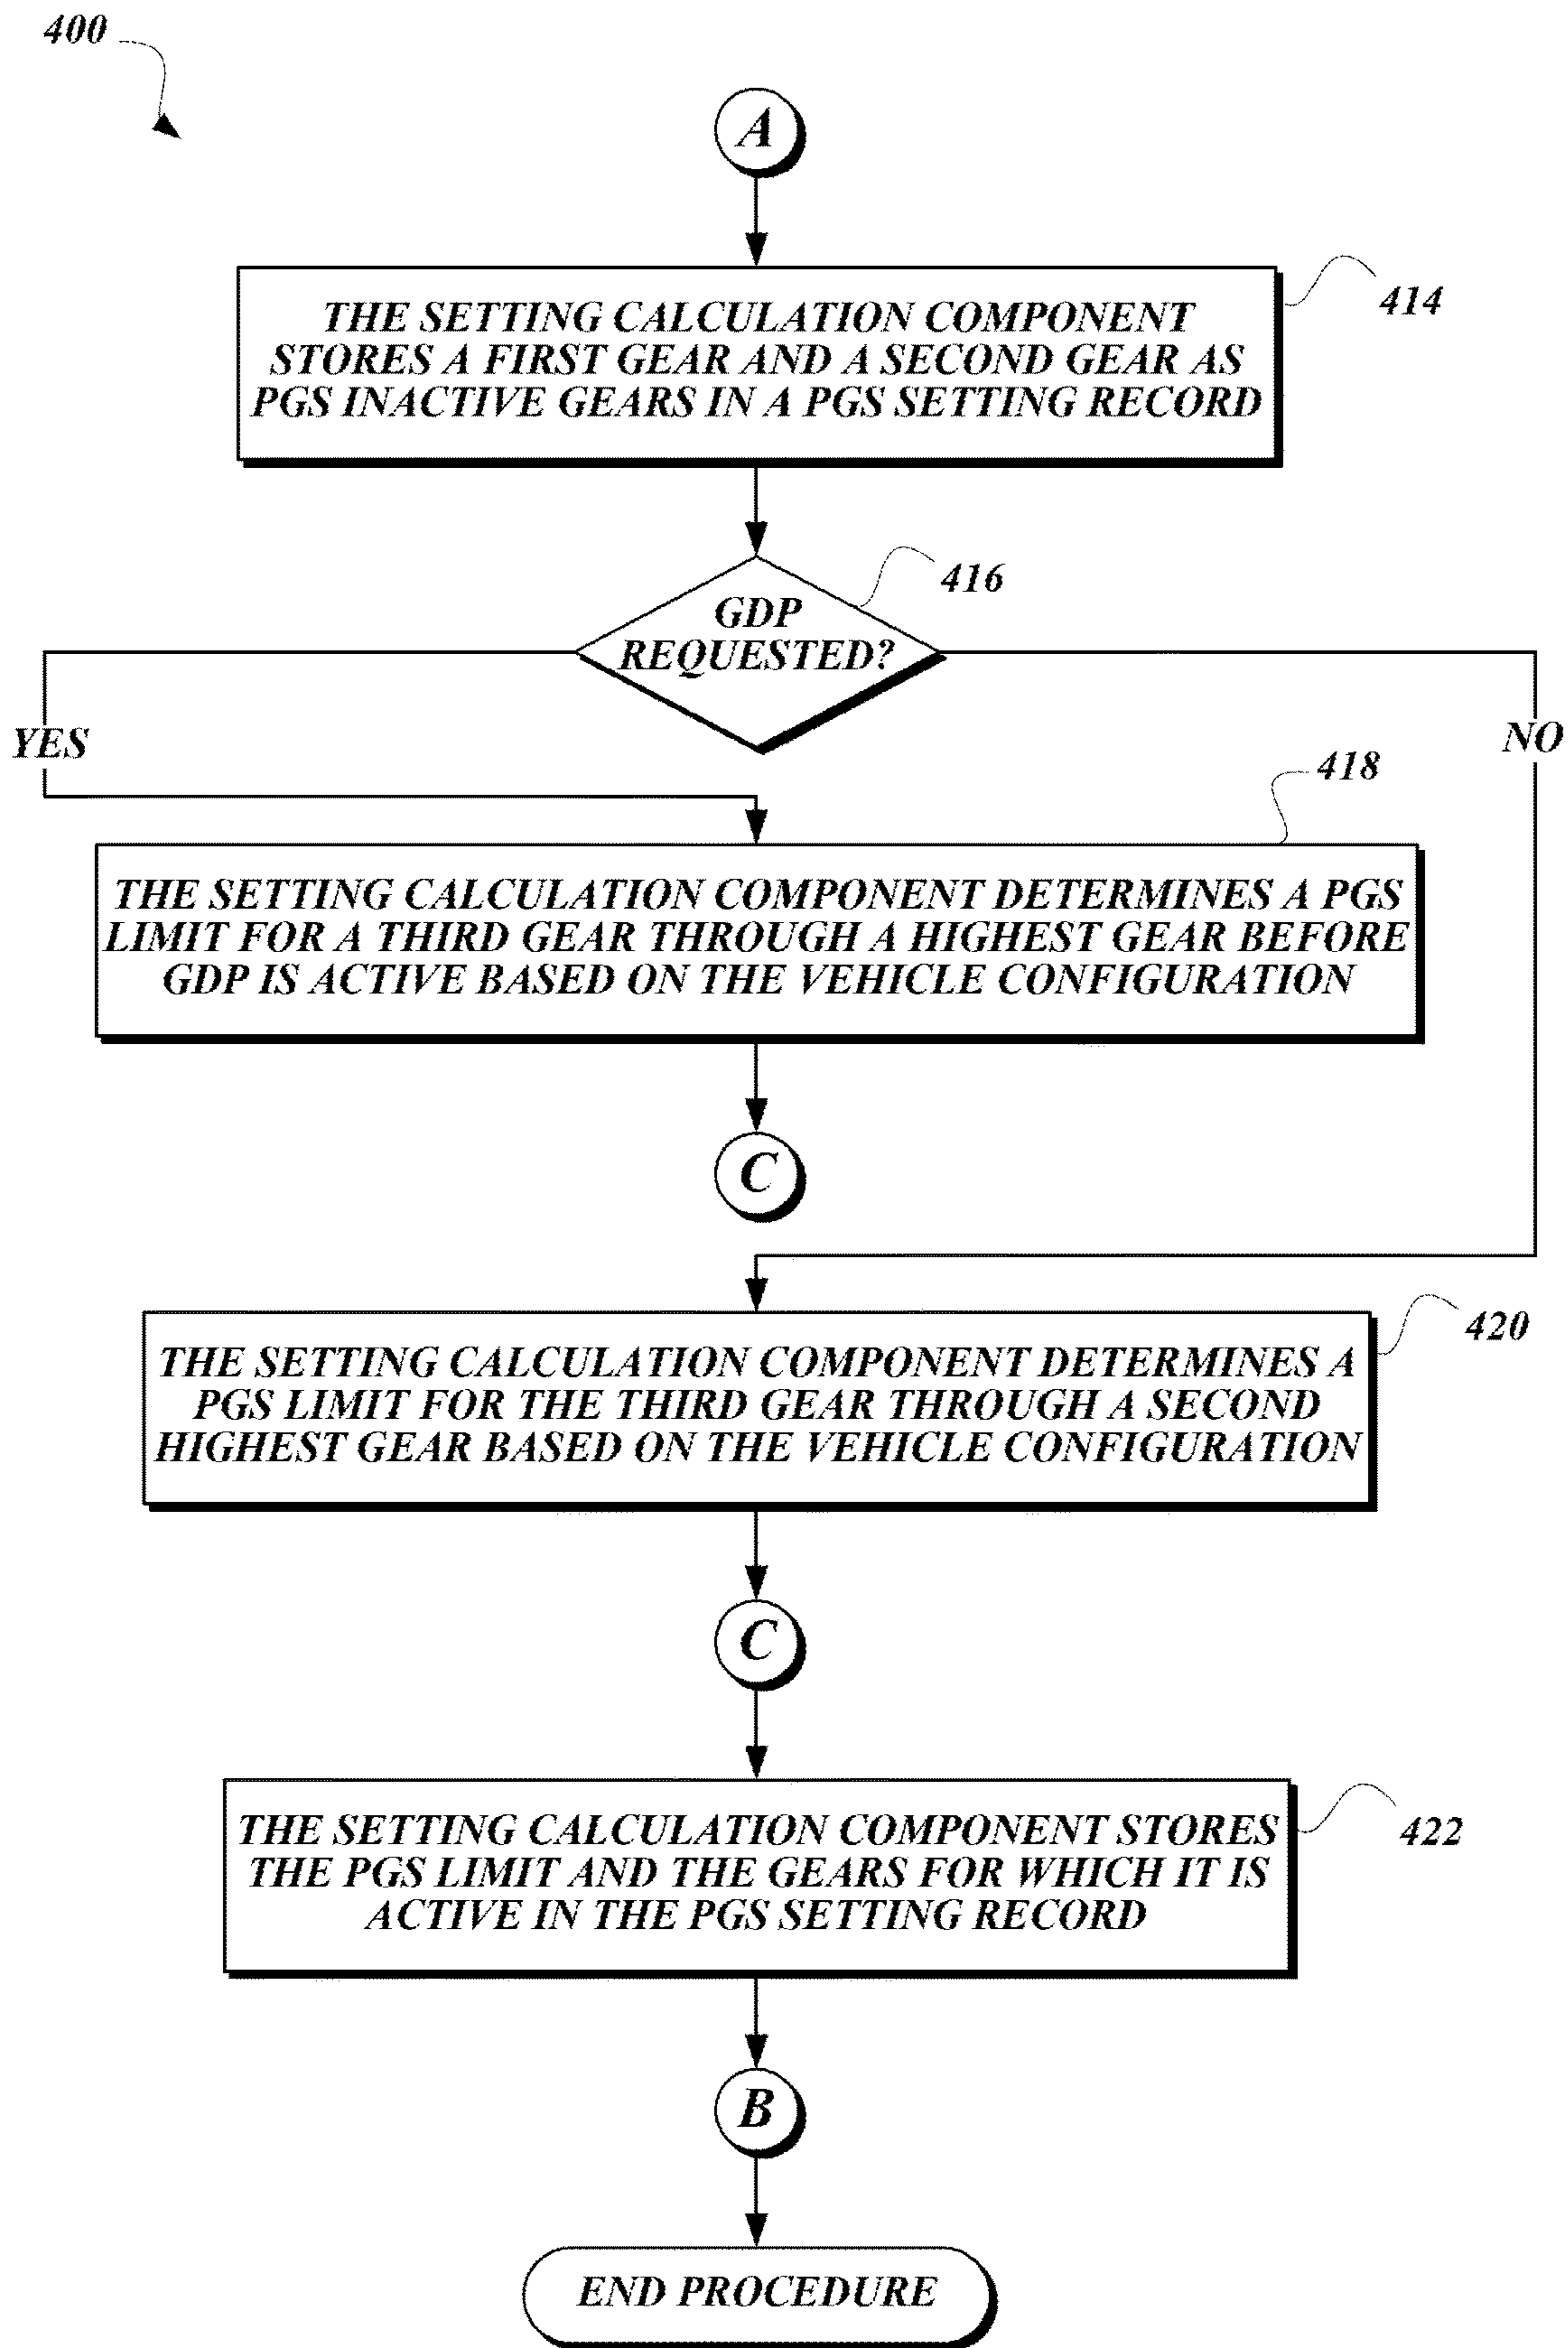 400
A
THE SETTING CALCULATION COMPONENT
STORES A FIRST GEAR AND A SECOND GEAR AS
PGS INACTIVE GEARS IN A PGS SETTING RECORD
414
GDP
REQUESTED?
416
YES
NO
418
THE SETTING CALCULATION COMPONENT DETERMINES A PGS
LIMIT FOR A THIRD GEAR THROUGH A HIGHEST GEAR BEFORE
GDP IS ACTIVE BASED ON THE VEHICLE CONFIGURATION
C
420
THE SETTING CALCULATION COMPONENT DETERMINES A
PGS LIMIT FOR THE THIRD GEAR THROUGH A SECOND
HIGHEST GEAR BASED ON THE VEHICLE CONFIGURATION
C
THE SETTING CALCULATION COMPONENT STORES
THE PGS LIMIT AND THE GEARS FOR WHICH IT IS
ACTIVE IN THE PGS SETTING RECORD
422
B
END PROCEDURE